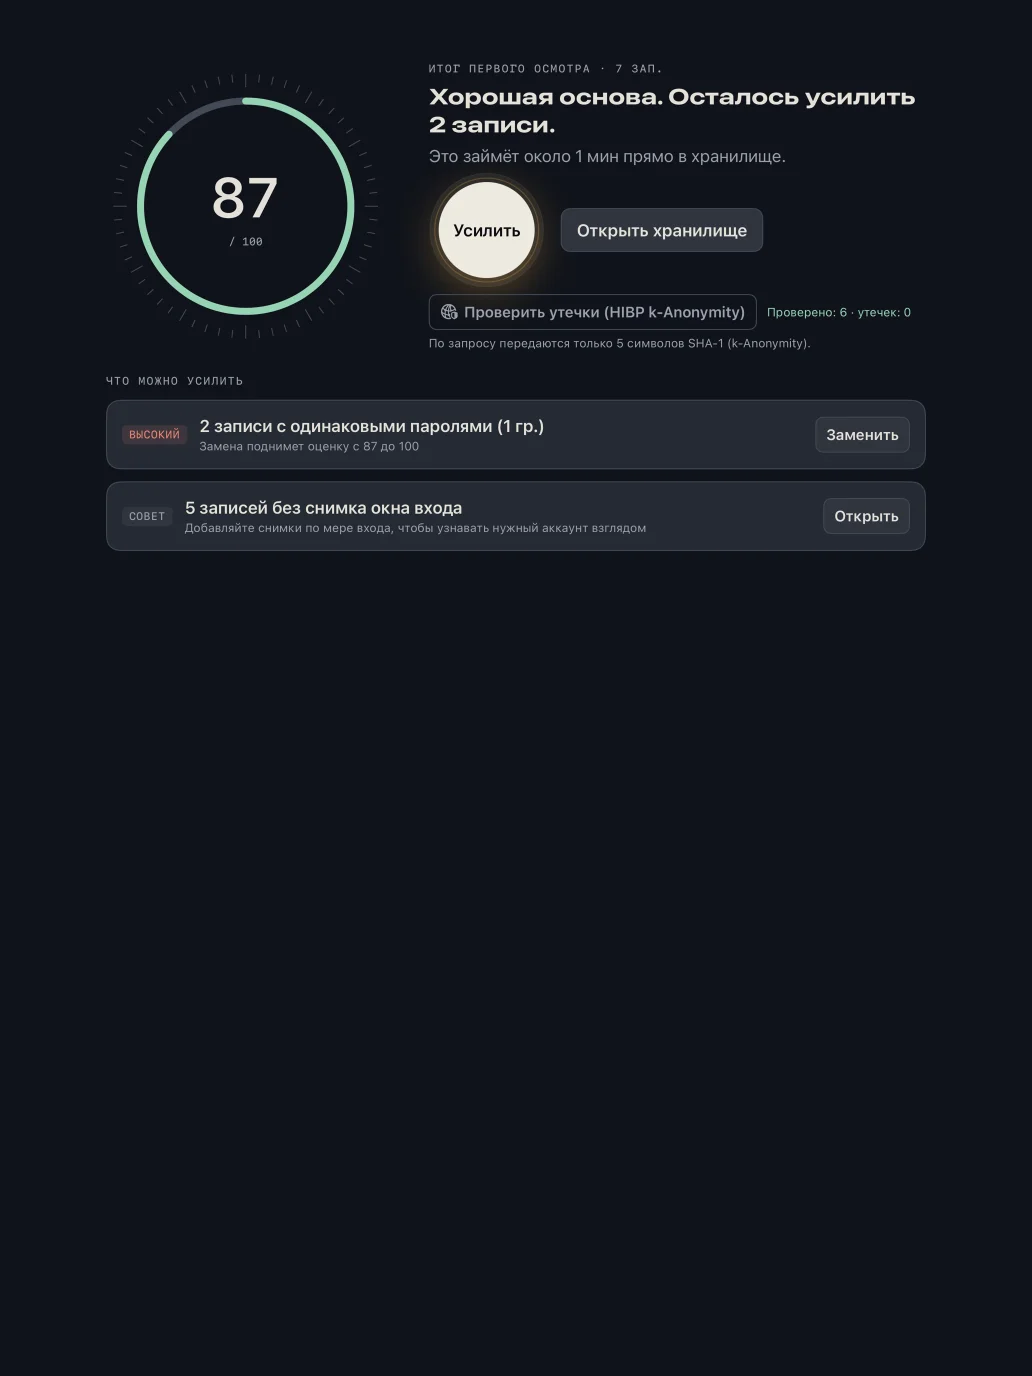 87
/ 100
ИТОГ ПЕРВОГО ОСМОТРА · 7 ЗАП.
Хорошая основа. Осталось усилить
2 записи.
Это займёт около 1 мин прямо в хранилище.
Усилить
Открыть хранилище
Проверить утечки (HIBP k-Anonymity)
Проверено: 6 · утечек: 0
По запросу передаются только 5 символов SHA-1 (k-Anonymity).
ЧТО МОЖНО УСИЛИТЬ
ВЫСОКИЙ
2 записи с одинаковыми паролями (1 гр.)
Замена поднимет оценку с 87 до 100
Заменить
СОВЕТ
5 записей без снимка окна входа
Добавляйте снимки по мере входа, чтобы узнавать нужный аккаунт взглядом
Открыть